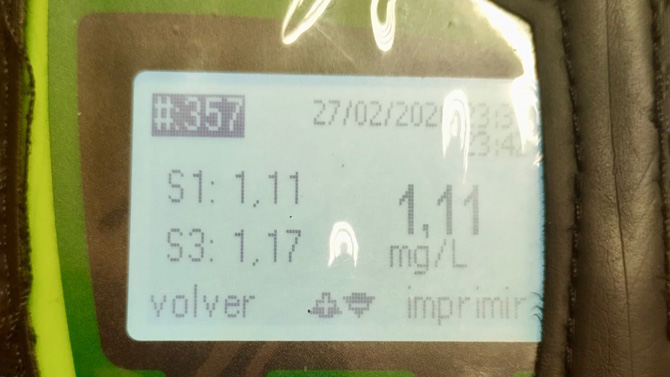 #:357 27/02/202
S1: 1,11
1,11
S3: 1,17
mg/L
volver imprimir